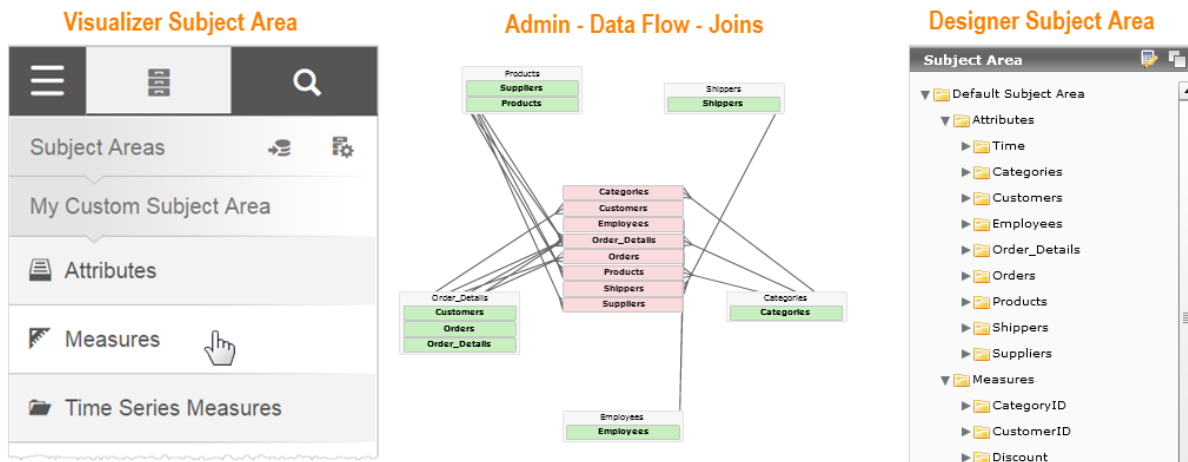 Visualizer Subject Area
Subject Areas
My Custom Subject Area
Attributes
Measures
Time Series Measures
Admin - Data Flow - Joins
Products
Suppliers
Products
Shippers
Shippers
Categories
Customers
Employees
Order_Details
Orders
Products
Shippers
Suppliers
Order_Details
Customers
Orders
Order_Details
Categories
Categories
Employees
Employees
Designer Subject Area
Subject Area
Default Subject Area
Attributes
Time
Categories
Customers
Employees
Order_Details
Orders
Products
Shippers
Suppliers
Measures
CategoryID
CustomerID
Discount